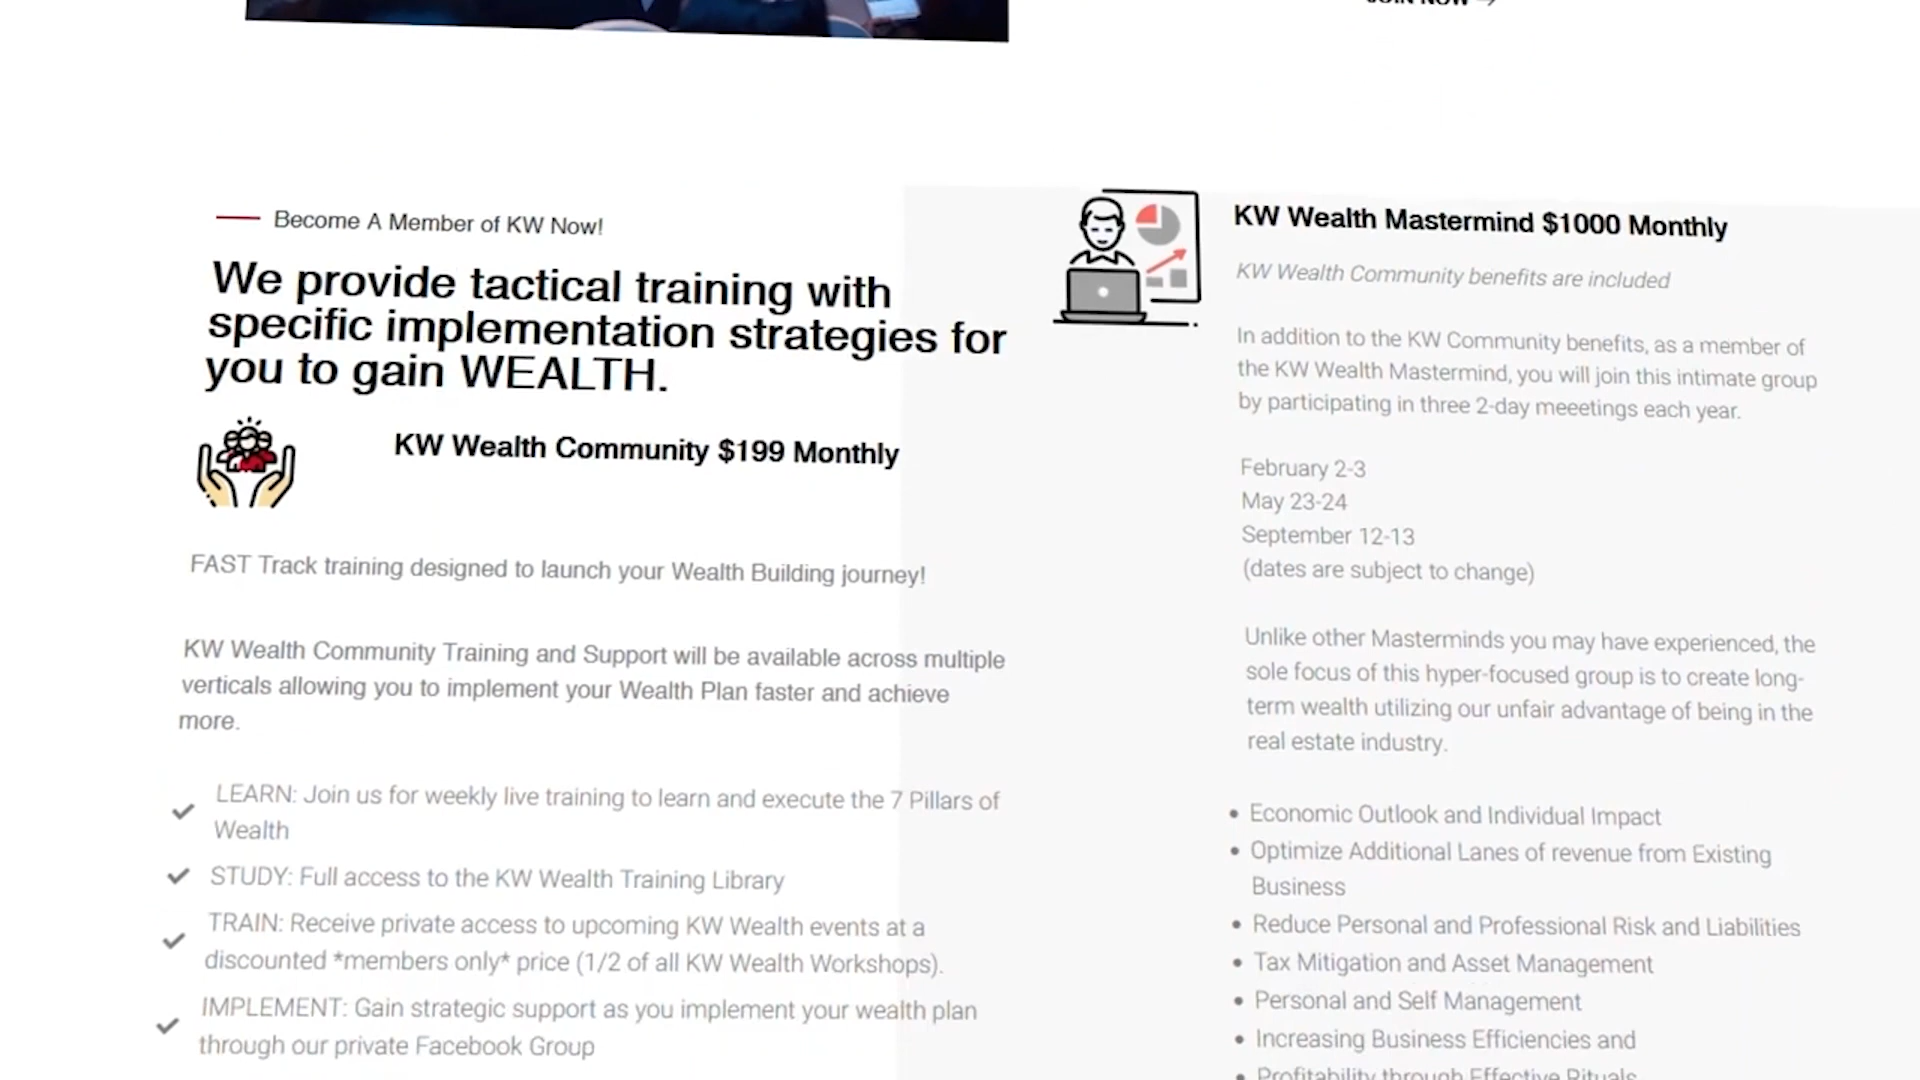 JOIN NOW →
Become A Member of KW Now!
We provide tactical training with
specific implementation strategies for
you to gain WEALTH.
KW Wealth Community $199 Monthly
FAST Track training designed to launch your Wealth Building journey!
KW Wealth Community Training and Support will be available across multiple
verticals allowing you to implement your Wealth Plan faster and achieve
more.
LEARN: Join us for weekly live training to learn and execute the 7 Pillars of
Wealth
STUDY: Full access to the KW Wealth Training Library
TRAIN: Receive private access to upcoming KW Wealth events at a
discounted *members only* price (1/2 of all KW Wealth Workshops).
IMPLEMENT: Gain strategic support as you implement your wealth plan
through our private Facebook Group
KW Wealth Mastermind $1000 Monthly
KW Wealth Community benefits are included
In addition to the KW Community benefits, as a member of
the KW Wealth Mastermind, you will join this intimate group
by participating in three 2-day meeetings each year.
February 2-3
May 23-24
September 12-13
(dates are subject to change)
Unlike other Masterminds you may have experienced, the
sole focus of this hyper-focused group is to create long-
term wealth utilizing our unfair advantage of being in the
real estate industry.
• Economic Outlook and Individual Impact
• Optimize Additional Lanes of revenue from Existing
Business
• Reduce Personal and Professional Risk and Liabilities
• Tax Mitigation and Asset Management
• Personal and Self Management
• Increasing Business Efficiencies and
• Profitability through Effective Rituals